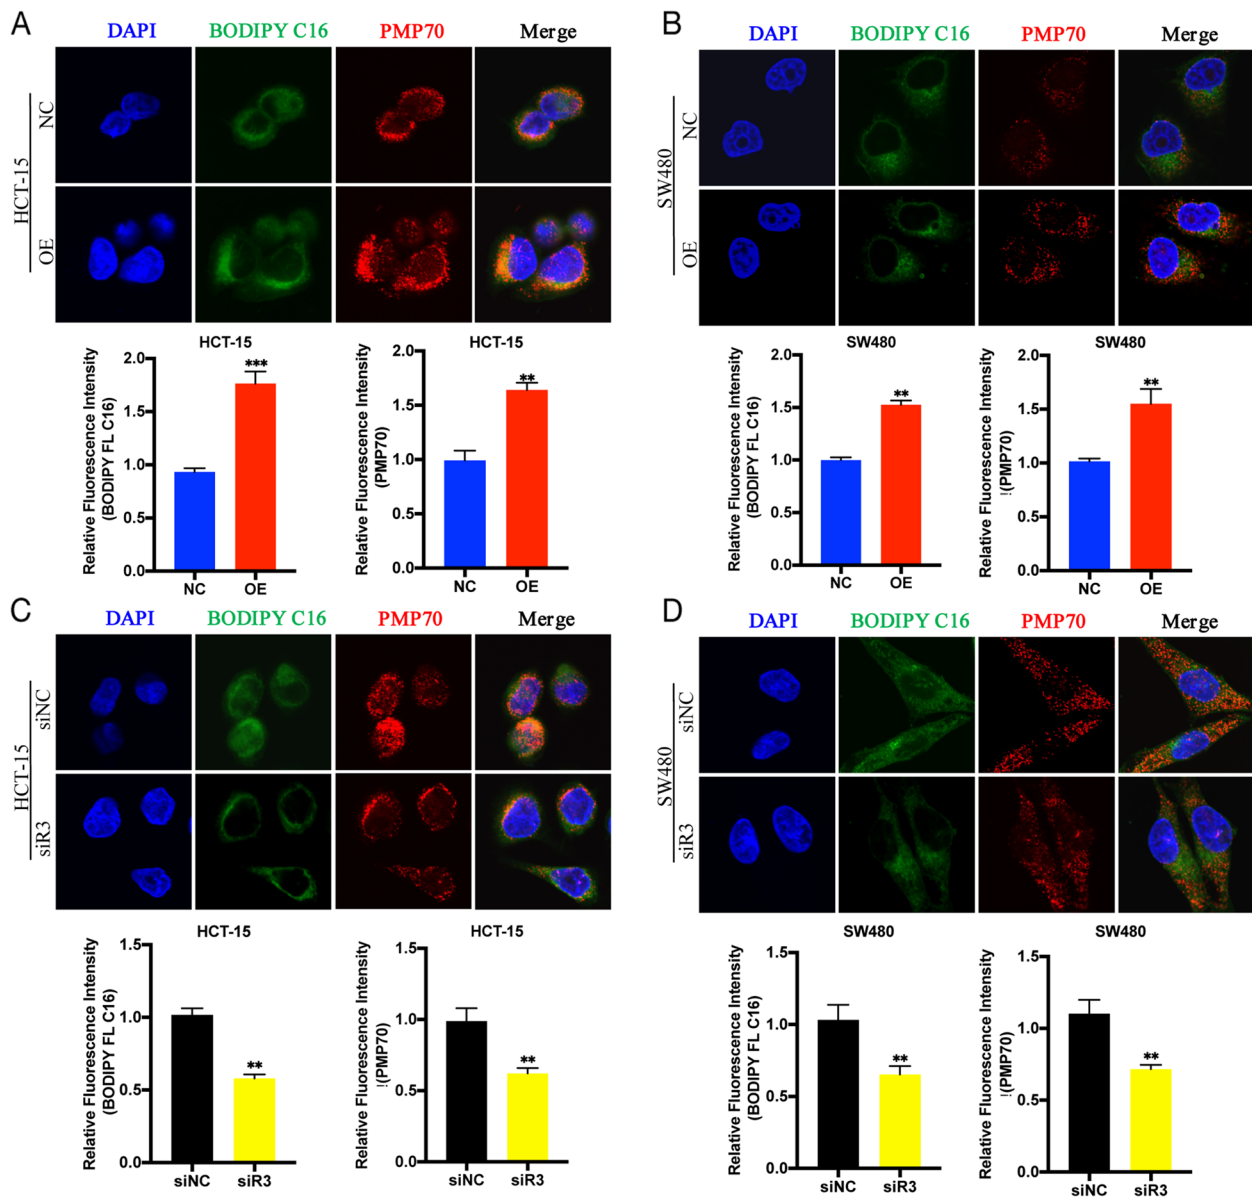 A
DAPI BODIPY C16 PMP70 Merge
HCT-15
NC
OE
HCT-15
Relative Fluorescence Intensity
(BODIPY FL C16)
2.0
1.5
1.0
0.5
0.0
***
NC OE
HCT-15
Relative Fluorescence Intensity
(PMP70)
2.0
1.5
1.0
0.5
0.0
**
NC OE
B
DAPI BODIPY C16 PMP70 Merge
SW480
NC
OE
SW480
Relative Fluorescence Intensity
(BODIPY FL C16)
2.0
1.5
1.0
0.5
0.0
**
NC OE
SW480
Relative Fluorescence Intensity
!(PMP70)
2.0
1.5
1.0
0.5
0.0
**
NC OE
C
DAPI BODIPY C16 PMP70 Merge
HCT-15
siNC
siR3
HCT-15
Relative Fluorescence Intensity
(BODIPY FL C16)
1.5
1.0
0.5
0.0
**
siNC siR3
HCT-15
Relative Fluorescence Intensity
!(PMP70)
1.5
1.0
0.5
0.0
**
siNC siR3
D
DAPI BODIPY C16 PMP70 Merge
SW480
siNC
siR3
SW480
Relative Fluorescence Intensity
(BODIPY FL C16)
1.5
1.0
0.5
0.0
**
siNC siR3
SW480
Relative Fluorescence Intensity
!(PMP70)
1.5
1.0
0.5
0.0
**
siNC siR3